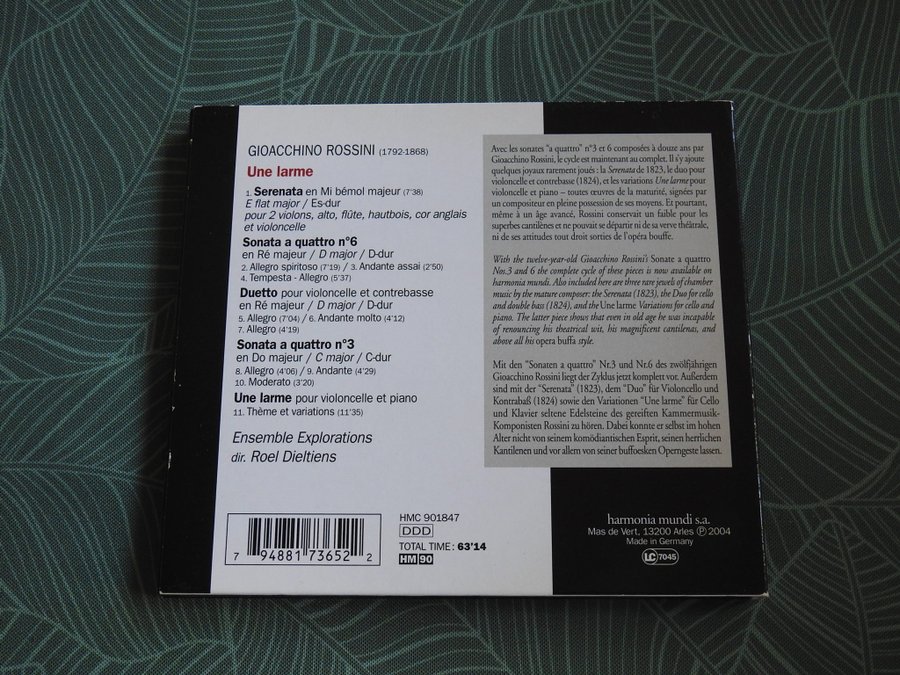 GIOACCHINO ROSSINI (1792-1868)
Une larme
1. Serenata en Mi bémol majeur (7'38)
E flat major / Es-dur
pour 2 violons, alto, flûte, hautbois, cor anglais
et violoncelle
Sonata a quattro n°6
en Ré majeur / D major / D-dur
2. Allegro spiritoso (7'19) / 3. Andante assai (2'50)
4. Tempesta - Allegro (5'37)
Duetto pour violoncelle et contrebasse
en Ré majeur / D major / D-dur
5. Allegro (7'04) / 6. Andante molto (4'12)
7. Allegro (4'19)
Sonata a quattro n°3
en Do majeur / C major / C-dur
8. Allegro (4'06) / 9. Andante (4'29)
10. Moderato (3'20)
Une larme pour violoncelle et piano
11. Thème et variations (11'35)
Ensemble Explorations
dir. Roel Dieltiens
7 94881 73652 2
HMC 901847
DDD
TOTAL TIME : 63'14
HM 90
Avec les sonates "a quattro" n°3 et 6 composées à douze ans par
Gioacchino Rossini, le cycle est maintenant au complet. Il s'y ajoute
quelques joyaux rarement joués : la Serenata de 1823, le duo pour
violoncelle et contrebasse (1824), et les variations Une larme pour
violoncelle et piano – toutes œuvres de la maturité, signées par
un compositeur en pleine possession de ses moyens. Et pourtant,
même à un âge avancé, Rossini conservait un faible pour les
superbes cantilènes et ne pouvait se départir ni de sa verve théâtrale,
ni de ses attitudes tout droit sorties de l'opéra bouffe.
With the twelve-year-old Gioacchino Rossini's Sonate a quattro
Nos.3 and 6 the complete cycle of these pieces is now available on
harmonia mundi. Also included here are three rare jewels of chamber
music by the mature composer: the Serenata (1823), the Duo for cello
and double bass (1824), and the Une larme Variations for cello and
piano. The latter piece shows that even in old age he was incapable
of renouncing his theatrical wit, his magnificent cantilenas, and
above all his opera buffa style.
Mit den "Sonaten a quattro" Nr.3 und Nr.6 des zwölfjährigen
Gioacchino Rossini liegt der Zyklus jetzt komplett vor. Außerdem
sind mit der "Serenata" (1823), dem "Duo" für Violoncello und
Kontrabaß (1824) sowie den Variationen "Une larme" für Cello
und Klavier seltene Edelsteine des gereiften Kammermusik-
Komponisten Rossini zu hören. Dabei konnte er selbst im hohen
Alter nicht von seinem komödiantischen Esprit, seinen herrlichen
Kantilenen und vor allem von seiner buffoesken Operngeste lassen.
harmonia mundi s.a.
Mas de Vert, 13200 Arles ℗ 2004
Made in Germany
LC 7045